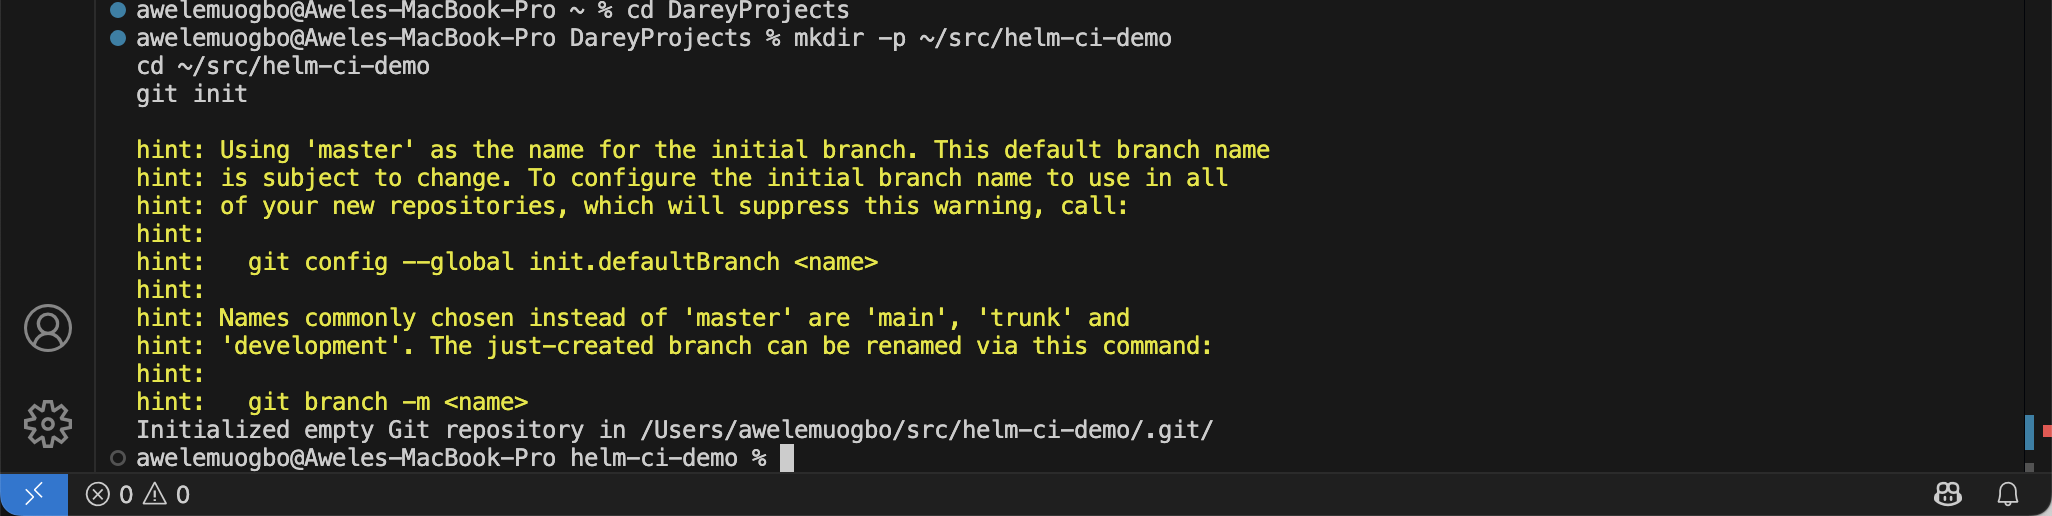 awelemuogbo@Aweles-MacBook-Pro ~ % cd DareyProjects
awelemuogbo@Aweles-MacBook-Pro DareyProjects % mkdir -p ~/src/helm-ci-demo
cd ~/src/helm-ci-demo
git init
hint: Using 'master' as the name for the initial branch. This default branch name
hint: is subject to change. To configure the initial branch name to use in all
hint: of your new repositories, which will suppress this warning, call:
hint:
hint:   git config --global init.defaultBranch <name>
hint:
hint: Names commonly chosen instead of 'master' are 'main', 'trunk' and
hint: 'development'. The just-created branch can be renamed via this command:
hint:
hint:   git branch -m <name>
Initialized empty Git repository in /Users/awelemuogbo/src/helm-ci-demo/.git/
awelemuogbo@Aweles-MacBook-Pro helm-ci-demo %
0 0